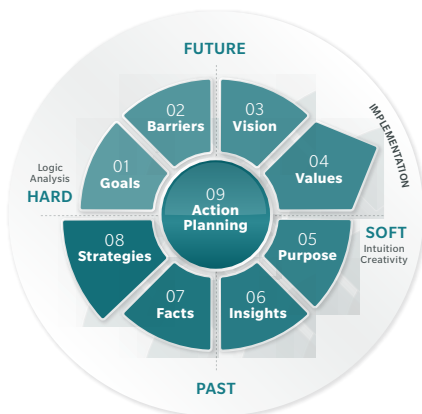 FUTURE
IMPLEMENTATION
02
Barriers
03
Vision
01
Goals
04
Values
Logic
Analysis
HARD
09
Action
Planning
SOFT
Intuition
Creativity
08
Strategies
05
Purpose
07
Facts
06
Insights
PAST